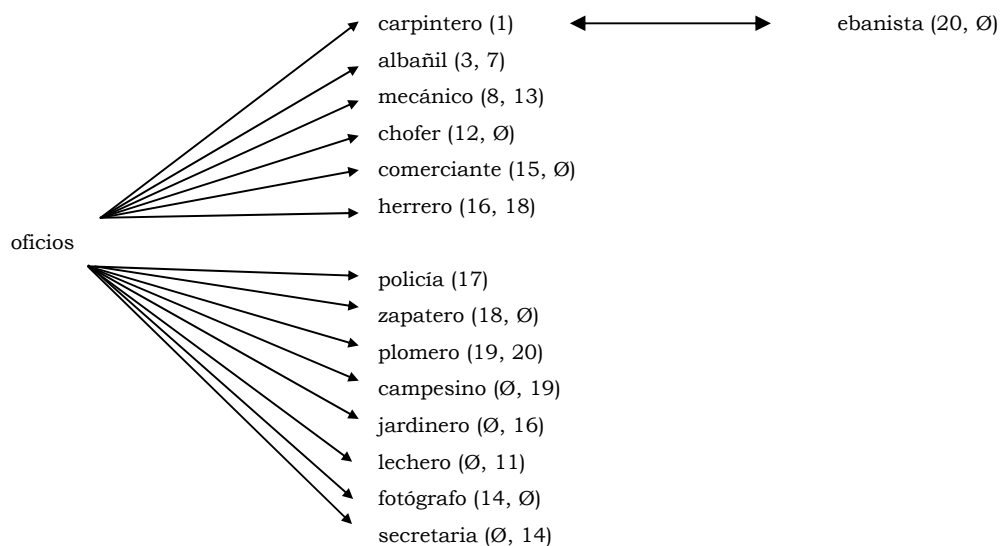 carpintero (1)
ebanista (20, Ø)
albañil (3, 7)
mecánico (8, 13)
chofer (12, Ø)
comerciante (15, Ø)
herrero (16, 18)
oficios
policía (17)
zapatero (18, Ø)
plomero (19, 20)
campesino (Ø, 19)
jardinero (Ø, 16)
lechero (Ø, 11)
fotógrafo (14, Ø)
secretaria (Ø, 14)